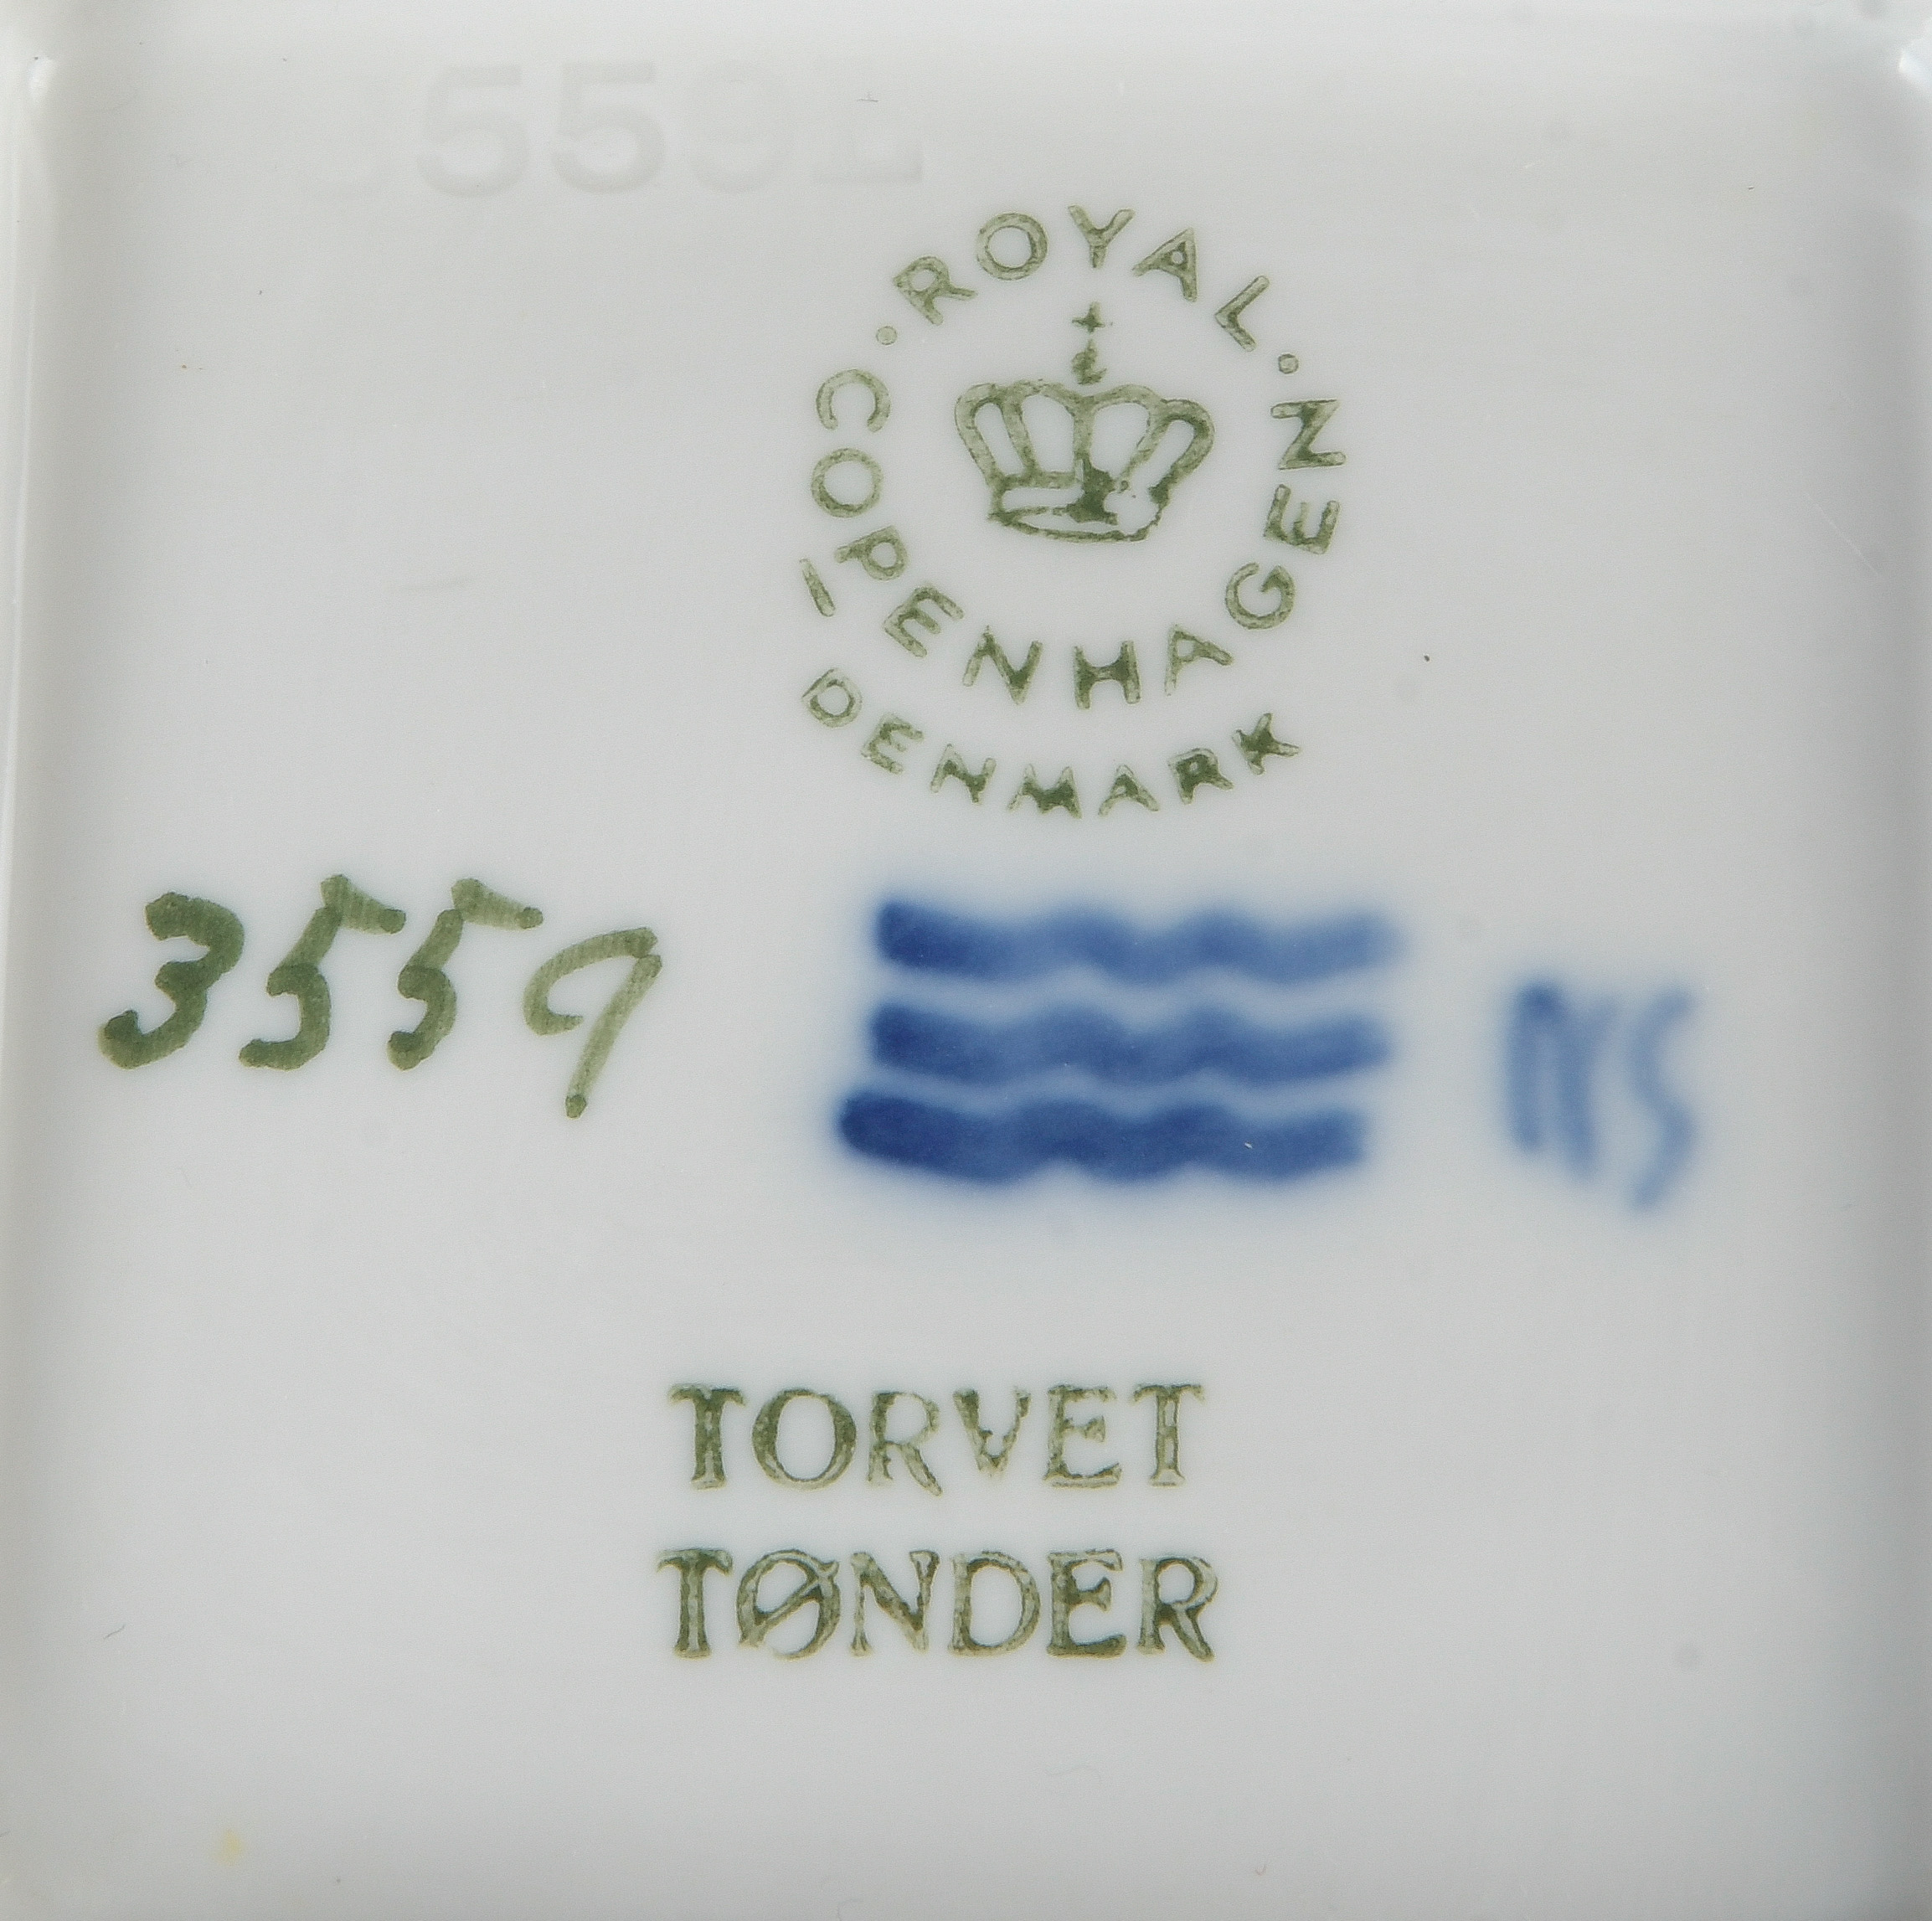 ROYAL
COPENHAGEN
DENMARK
3559
TORVET
TØNDER